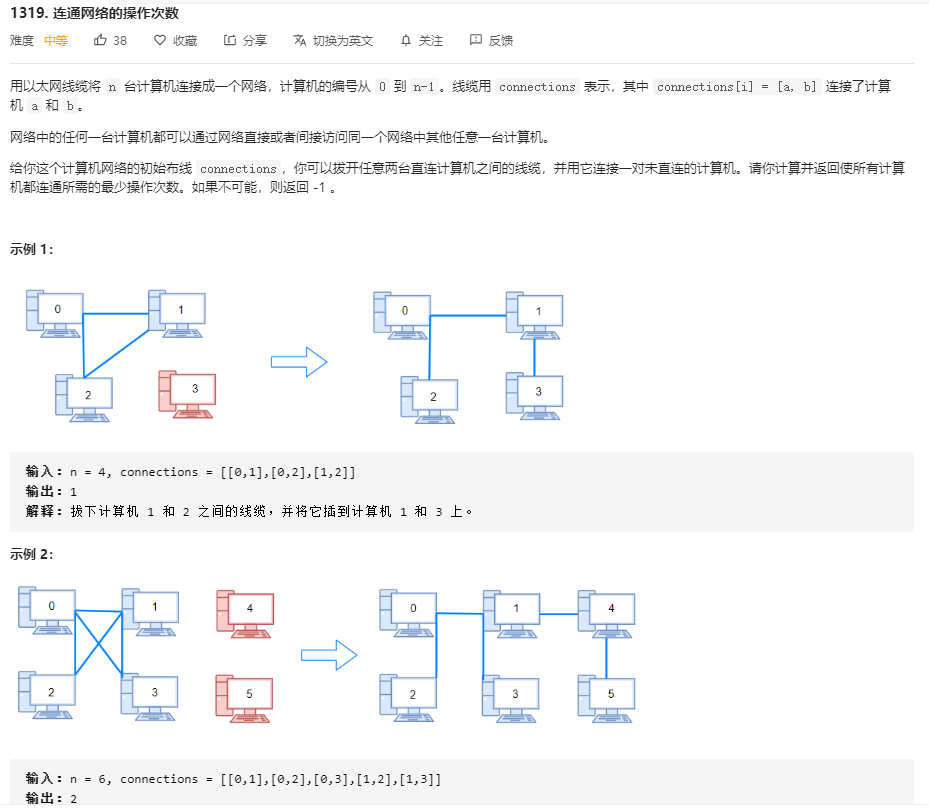 1319. 连通网络的操作次数
难度 中等 38 收藏 分享 切换为英文 关注 反馈
用以太网线缆将 n 台计算机连接成一个网络，计算机的编号从 0 到 n-1。线缆用 connections 表示，其中 connections[i] = [a, b] 连接了计算
机 a 和 b。
网络中的任何一台计算机都可以通过网络直接或者间接访问同一个网络中其他任意一台计算机。
给你这个计算机网络的初始布线 connections，你可以拔开任意两台直连计算机之间的线缆，并用它连接一对未直连的计算机。请你计算并返回使所有计算
机都连通所需的最少操作次数。如果不可能，则返回 -1 。
示例 1：
0 1 0 1
2 3 2 3
输入：n = 4, connections = [[0,1],[0,2],[1,2]]
输出：1
解释：拔下计算机 1 和 2 之间的线缆，并将它插到计算机 1 和 3 上。
示例 2：
0 1 4 0 1 4
2 3 5 2 3 5
输入：n = 6, connections = [[0,1],[0,2],[0,3],[1,2],[1,3]]
输出：2